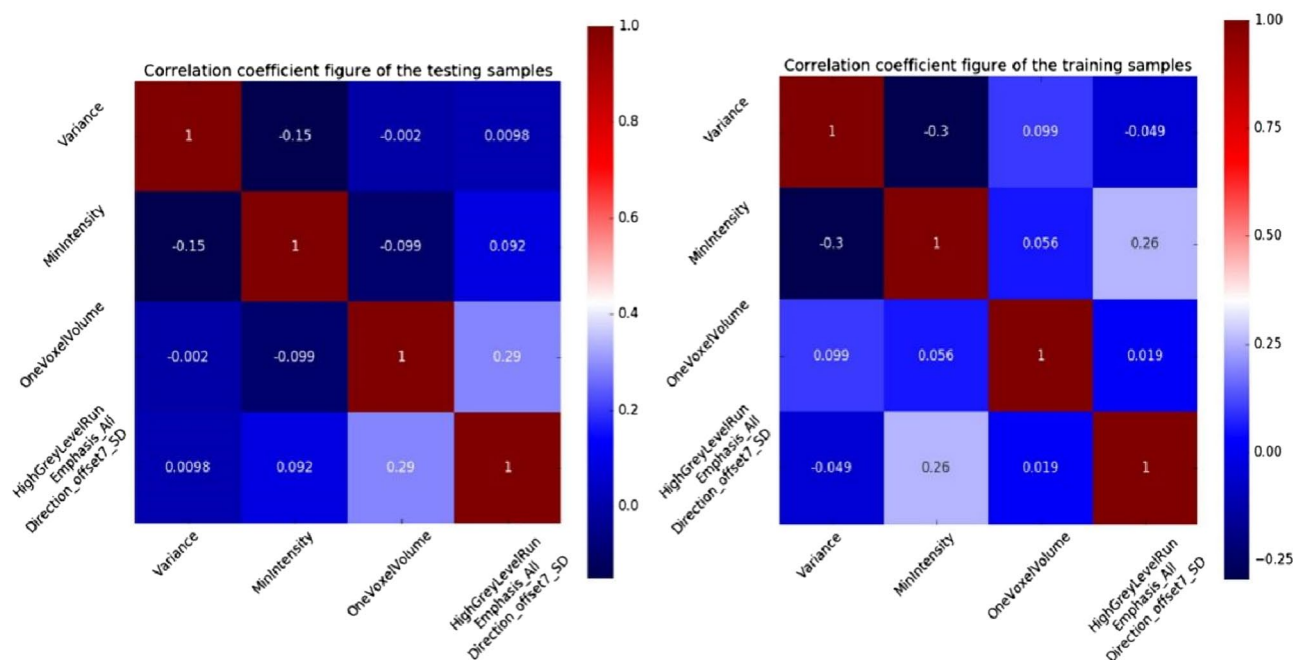 Correlation coefficient figure of the testing samples
Variance
1 -0.15 -0.002 0.0098
MinIntensity
-0.15 1 -0.099 0.092
OneVoxelVolume
-0.002 -0.099 1 0.29
HighGreyLevelRun
Emphasis_All
Direction_offset7_SD
0.0098 0.092 0.29 1
Variance
MinIntensity
OneVoxelVolume
HighGreyLevelRun
Emphasis_All
Direction_offset7_SD
1.0
0.8
0.6
0.4
0.2
0.0
Correlation coefficient figure of the training samples
Variance
1 -0.3 0.099 -0.049
MinIntensity
-0.3 1 0.056 0.26
OneVoxelVolume
0.099 0.056 1 0.019
HighGreyLevelRun
Emphasis_All
Direction_offset7_SD
-0.049 0.26 0.019 1
Variance
MinIntensity
OneVoxelVolume
HighGreyLevelRun
Emphasis_All
Direction_offset7_SD
1.00
0.75
0.50
0.25
0.00
−0.25